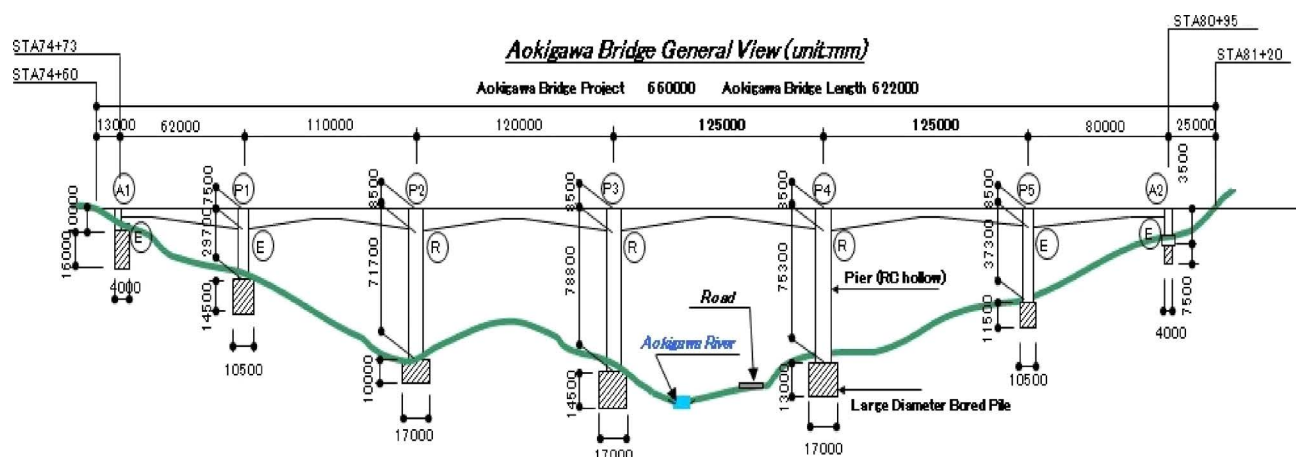 STA80+95
STA74+73
Aokigawa Bridge General View (unit:mm)
STA81+20
STA74+60
Aokigawa Bridge Project 660000 Aokigawa Bridge Length 622000
13000 62000 110000 120000 125000 125000 80000 25000
3500
A1 P1 P2 P3 P4 P5 A2
7500 8500 8500 8500 8500
E E R R R E E
16000 29700 71700 78800 75300 37300
Pier (RC hollow)
Road
4000 14500 Aokigawa River 11500 7500
4000
10500 10000 14500 13000 10500
Large Diameter Bored Pile
17000 17000 17000